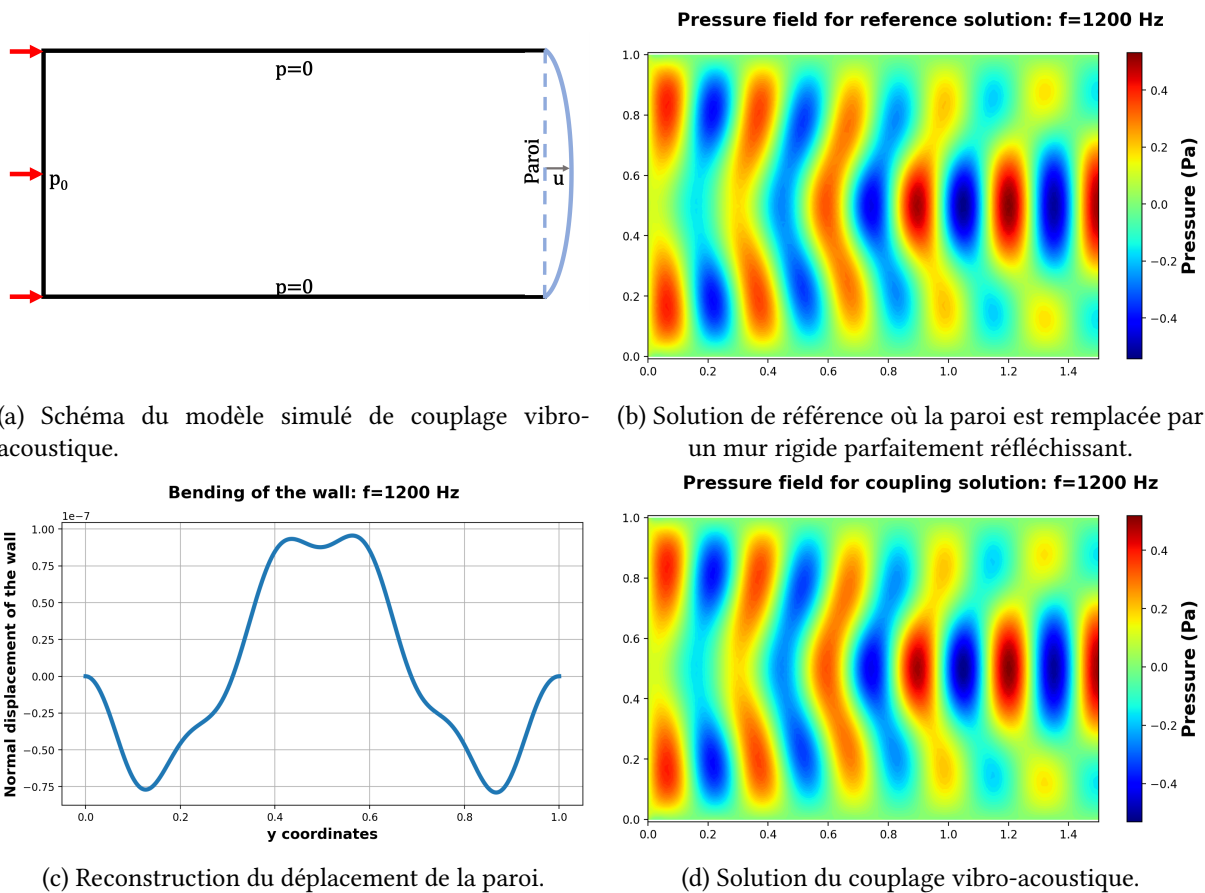 p=0
p₀
Paroi
u
p=0
(a) Schéma du modèle simulé de couplage vibro-
acoustique.
Pressure field for reference solution: f=1200 Hz
1.0
0.8
0.6
0.4
0.2
0.0
0.0 0.2 0.4 0.6 0.8 1.0 1.2 1.4
0.4
0.2
0.0
−0.2
−0.4
Pressure (Pa)
(b) Solution de référence où la paroi est remplacée par
un mur rigide parfaitement réfléchissant.
Bending of the wall: f=1200 Hz
1e−7
1.00
0.75
0.50
0.25
0.00
−0.25
−0.50
−0.75
Normal displacement of the wall
0.0 0.2 0.4 0.6 0.8 1.0
y coordinates
(c) Reconstruction du déplacement de la paroi.
Pressure field for coupling solution: f=1200 Hz
1.0
0.8
0.6
0.4
0.2
0.0
0.0 0.2 0.4 0.6 0.8 1.0 1.2 1.4
0.4
0.2
0.0
−0.2
−0.4
Pressure (Pa)
(d) Solution du couplage vibro-acoustique.